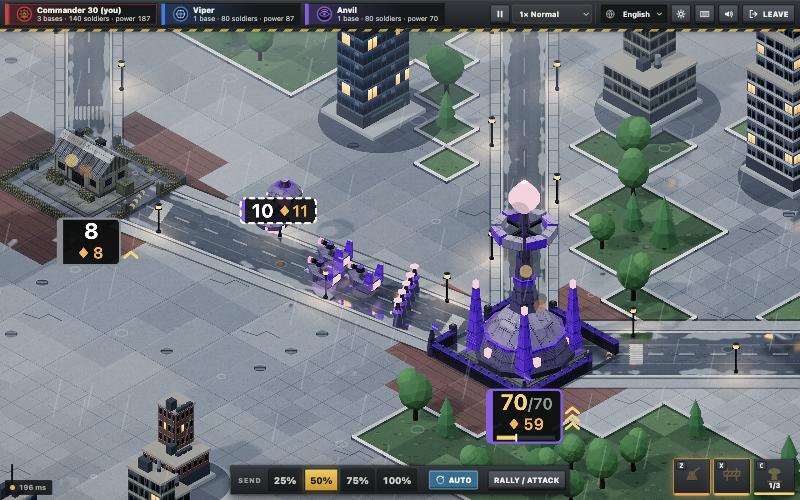 Commander 30 (you)
3 bases · 140 soldiers · power 187
Viper
1 base · 80 soldiers · power 87
Anvil
1 base · 80 soldiers · power 70
1× Normal
English
LEAVE
10 ♦11
8
♦ 8
70/70
♦ 59
196 ms
SEND 25% 50% 75% 100% AUTO RALLY / ATTACK
Z X C
1/3